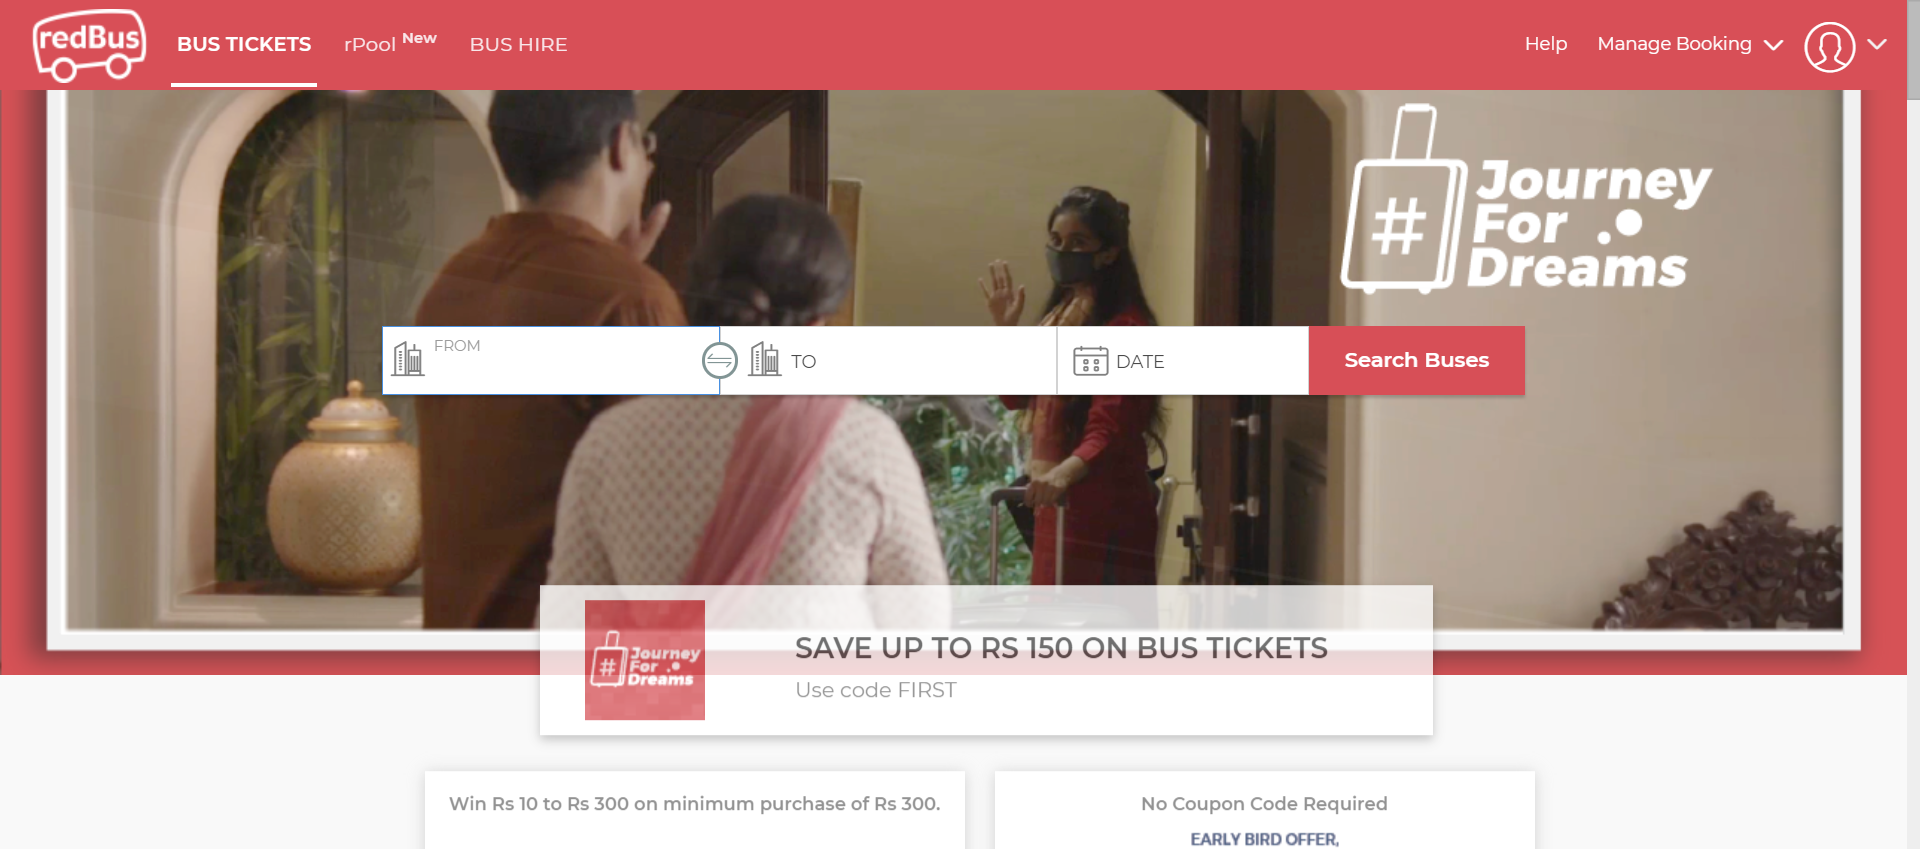 redBus
BUS TICKETS
rPool New
BUS HIRE
Help
Manage Booking
#
Journey
For
Dreams
FROM
TO
DATE
Search Buses
#
Journey
For
Dreams
SAVE UP TO RS 150 ON BUS TICKETS
Use code FIRST
Win Rs 10 to Rs 300 on minimum purchase of Rs 300.
No Coupon Code Required
EARLY BIRD OFFER,